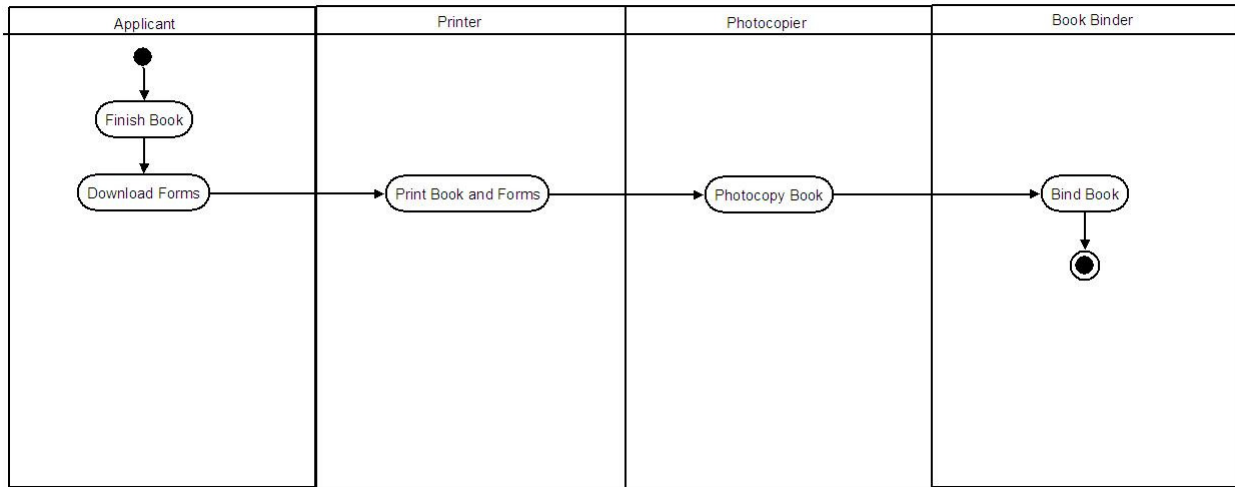 Applicant
Printer
Photocopier
Book Binder
Finish Book
Download Forms
Print Book and Forms
Photocopy Book
Bind Book